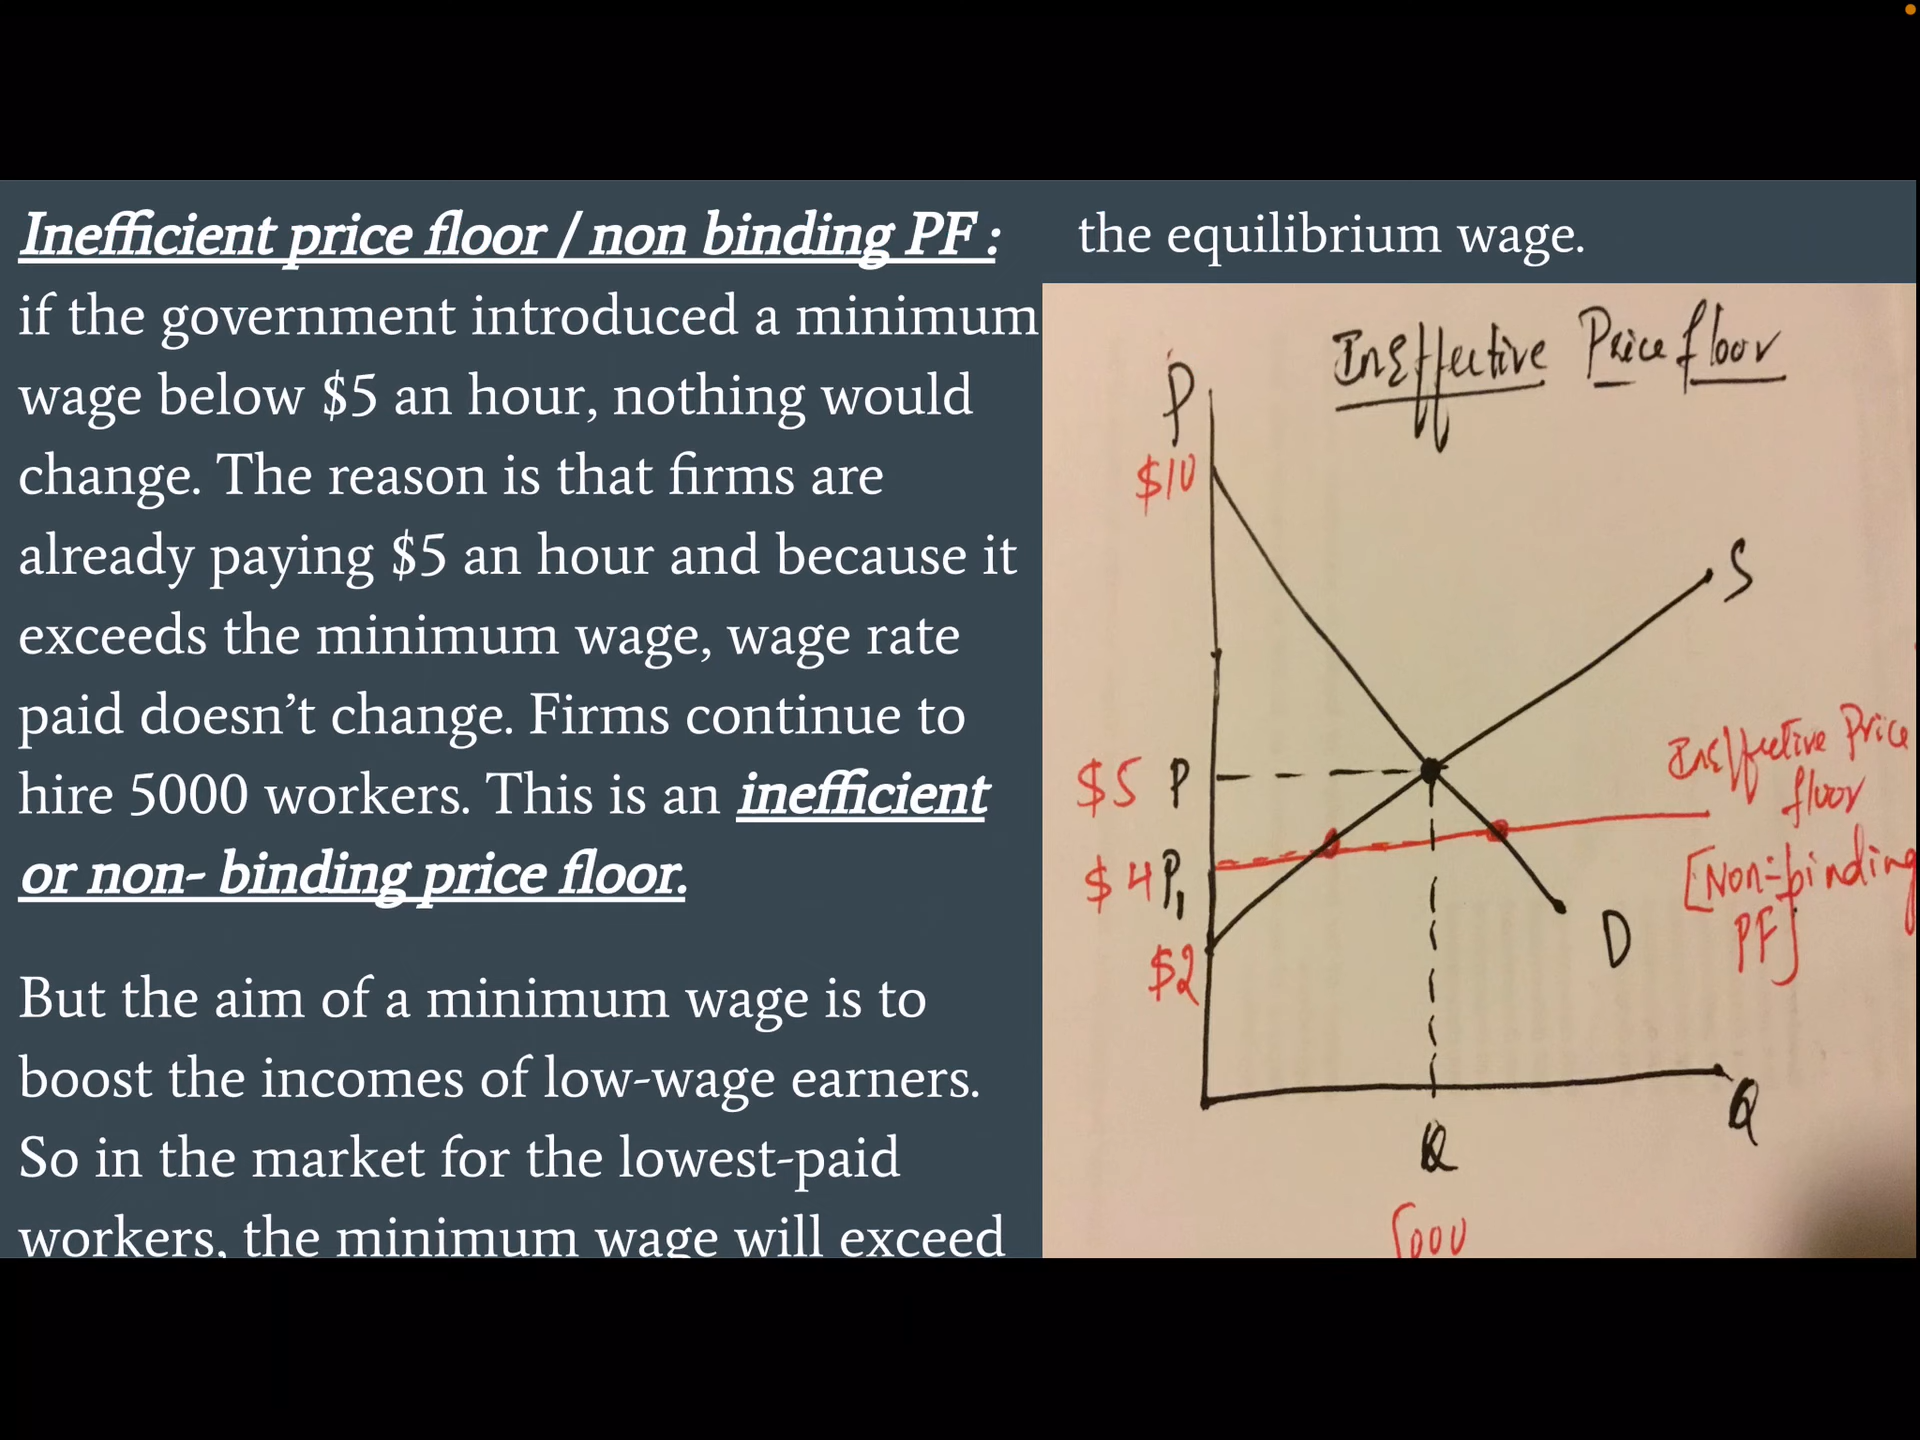 Inefficient price floor / non binding PF :
if the government introduced a minimum
wage below $5 an hour, nothing would
change. The reason is that firms are
already paying $5 an hour and because it
exceeds the minimum wage, wage rate
paid doesn’t change. Firms continue to
hire 5000 workers. This is an inefficient
or non- binding price floor.
But the aim of a minimum wage is to
boost the incomes of low-wage earners.
So in the market for the lowest-paid
workers, the minimum wage will exceed
the equilibrium wage.
InEffective Price floor
P
$10
S
$5 P
InEffective Price
floor
$4 P₁
[Non-binding
PF]
D
$2
Q
Q
5000